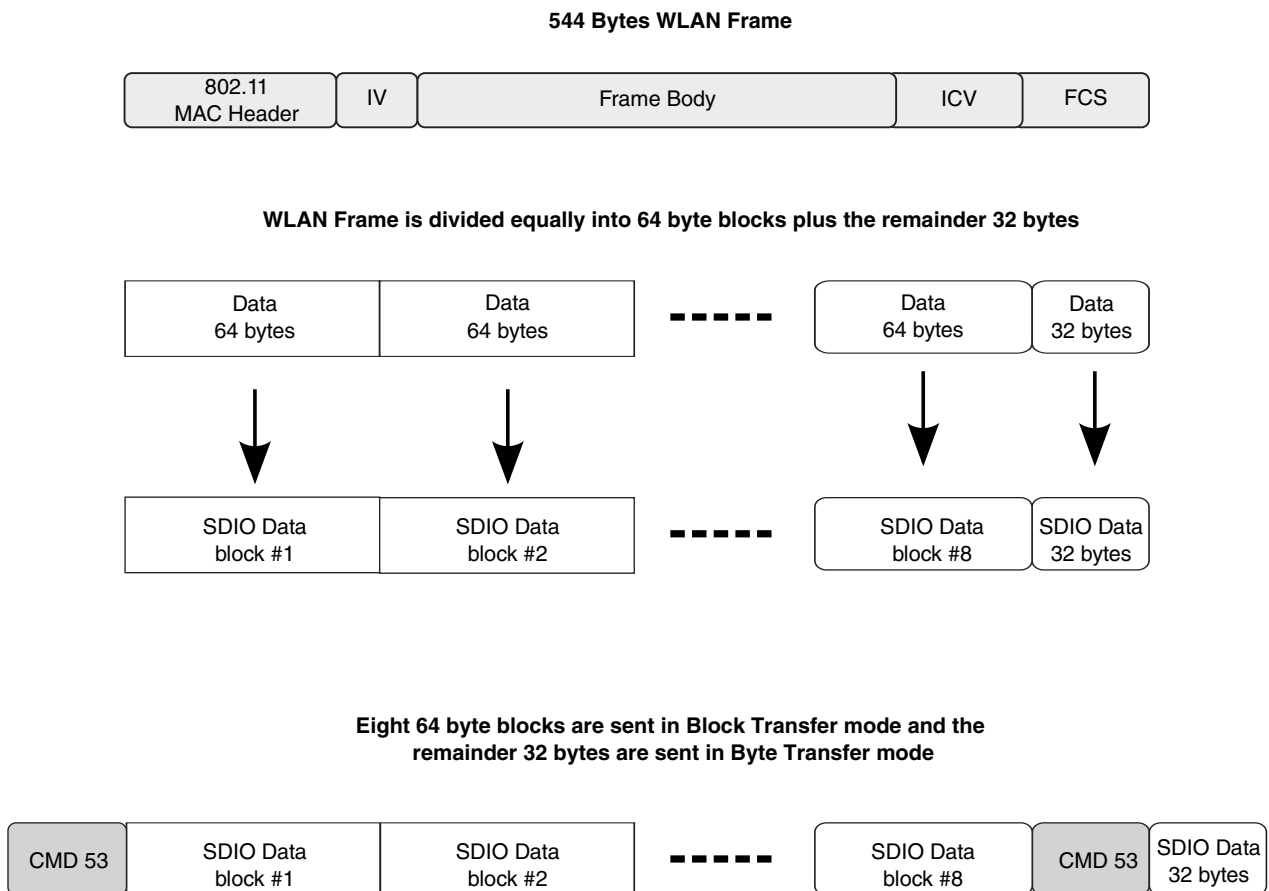 544 Bytes WLAN Frame
802.11
MAC Header
IV
Frame Body
ICV
FCS
WLAN Frame is divided equally into 64 byte blocks plus the remainder 32 bytes
Data
64 bytes
Data
64 bytes
Data
64 bytes
Data
32 bytes
SDIO Data
block #1
SDIO Data
block #2
SDIO Data
block #8
SDIO Data
32 bytes
Eight 64 byte blocks are sent in Block Transfer mode and the
remainder 32 bytes are sent in Byte Transfer mode
CMD 53
SDIO Data
block #1
SDIO Data
block #2
SDIO Data
block #8
CMD 53
SDIO Data
32 bytes